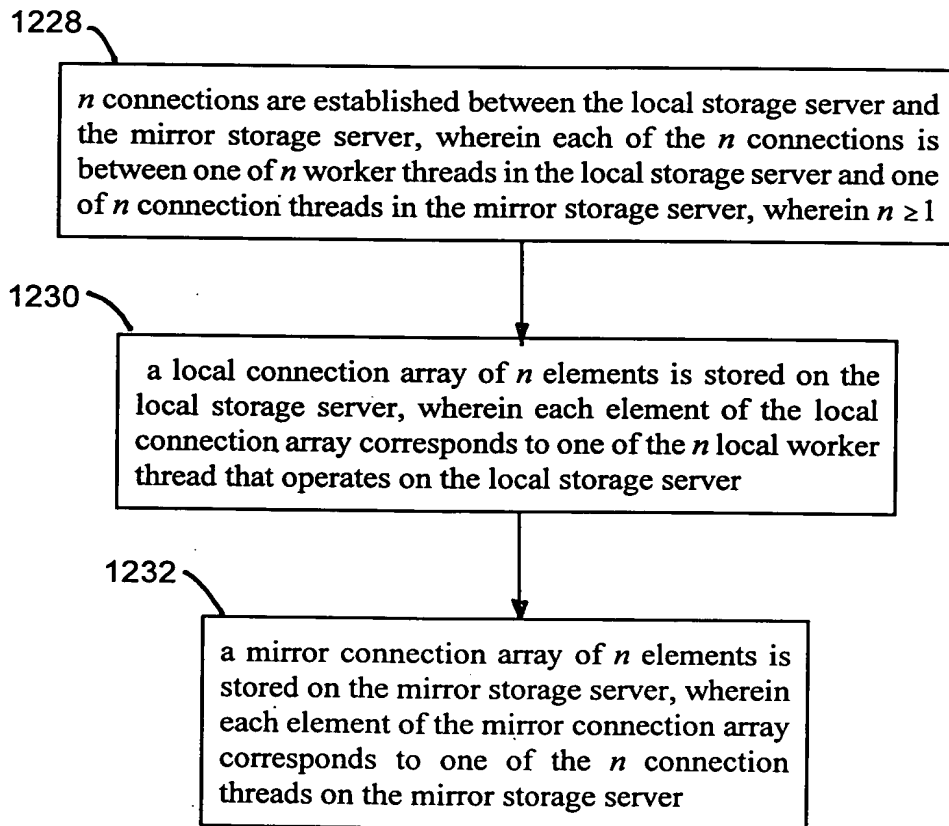 1228
n connections are established between the local storage server and
the mirror storage server, wherein each of the n connections is
between one of n worker threads in the local storage server and one
of n connection threads in the mirror storage server, wherein n ≥ 1
1230
a local connection array of n elements is stored on the
local storage server, wherein each element of the local
connection array corresponds to one of the n local worker
thread that operates on the local storage server
1232
a mirror connection array of n elements is
stored on the mirror storage server, wherein
each element of the mirror connection array
corresponds to one of the n connection
threads on the mirror storage server